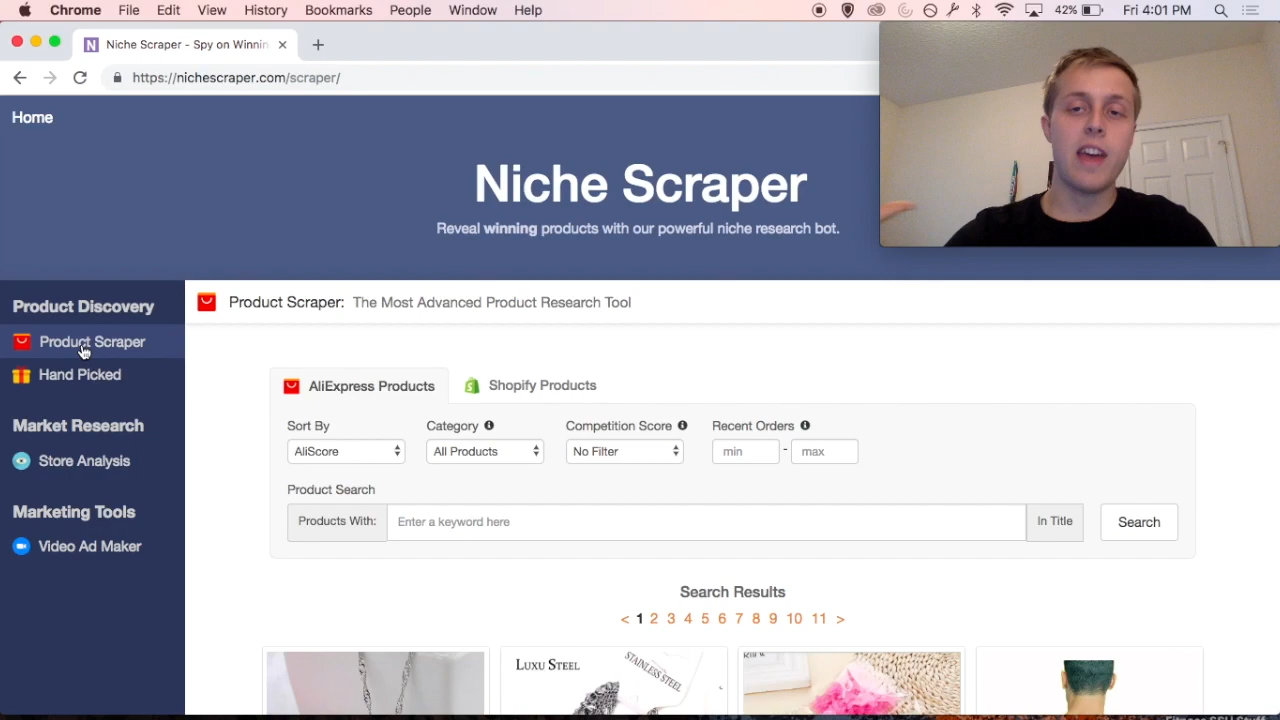 Chrome File Edit View History Bookmarks People Window Help 42% Fri 4:01 PM
Niche Scraper - Spy on Winnin
https://nichescraper.com/scraper/
Home
Niche Scraper
Reveal winning products with our powerful niche research bot.
Product Discovery
Product Scraper
Hand Picked
Market Research
Store Analysis
Marketing Tools
Video Ad Maker
Product Scraper: The Most Advanced Product Research Tool
AliExpress Products Shopify Products
Sort By Category Competition Score Recent Orders
AliScore All Products No Filter min - max
Product Search
Products With: Enter a keyword here In Title Search
Search Results
< 1 2 3 4 5 6 7 8 9 10 11 >
LUXU STEEL
STAINLESS STEEL